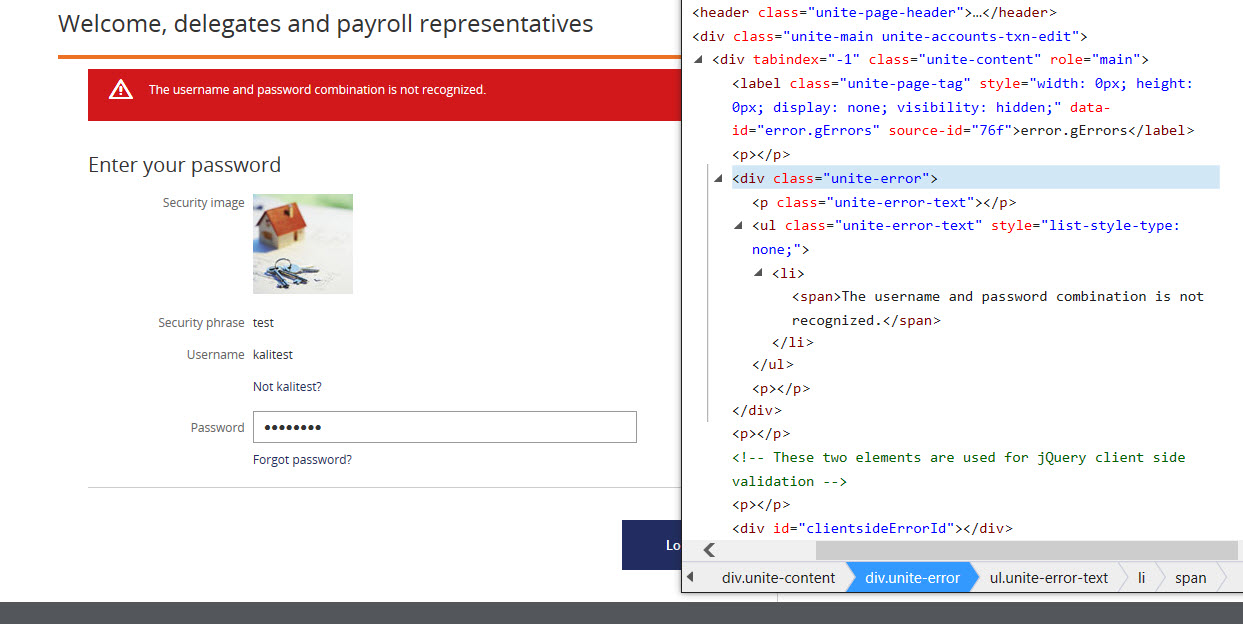 Welcome, delegates and payroll representatives
The username and password combination is not recognized.
Enter your password
Security image
Security phrase test
Username kalitest
Not kalitest?
Password ••••••••
Forgot password?
Lo
<header class="unite-page-header">…</header>
<div class="unite-main unite-accounts-txn-edit">
<div tabindex="-1" class="unite-content" role="main">
<label class="unite-page-tag" style="width: 0px; height:
0px; display: none; visibility: hidden;" data-
id="error.gErrors" source-id="76f">error.gErrors</label>
<p></p>
<div class="unite-error">
<p class="unite-error-text"></p>
<ul class="unite-error-text" style="list-style-type:
none;">
<li>
<span>The username and password combination is not
recognized.</span>
</li>
</ul>
<p></p>
</div>
<p></p>
<!-- These two elements are used for jQuery client side
validation -->
<p></p>
<div id="clientsideErrorId"></div>
div.unite-content div.unite-error ul.unite-error-text li span